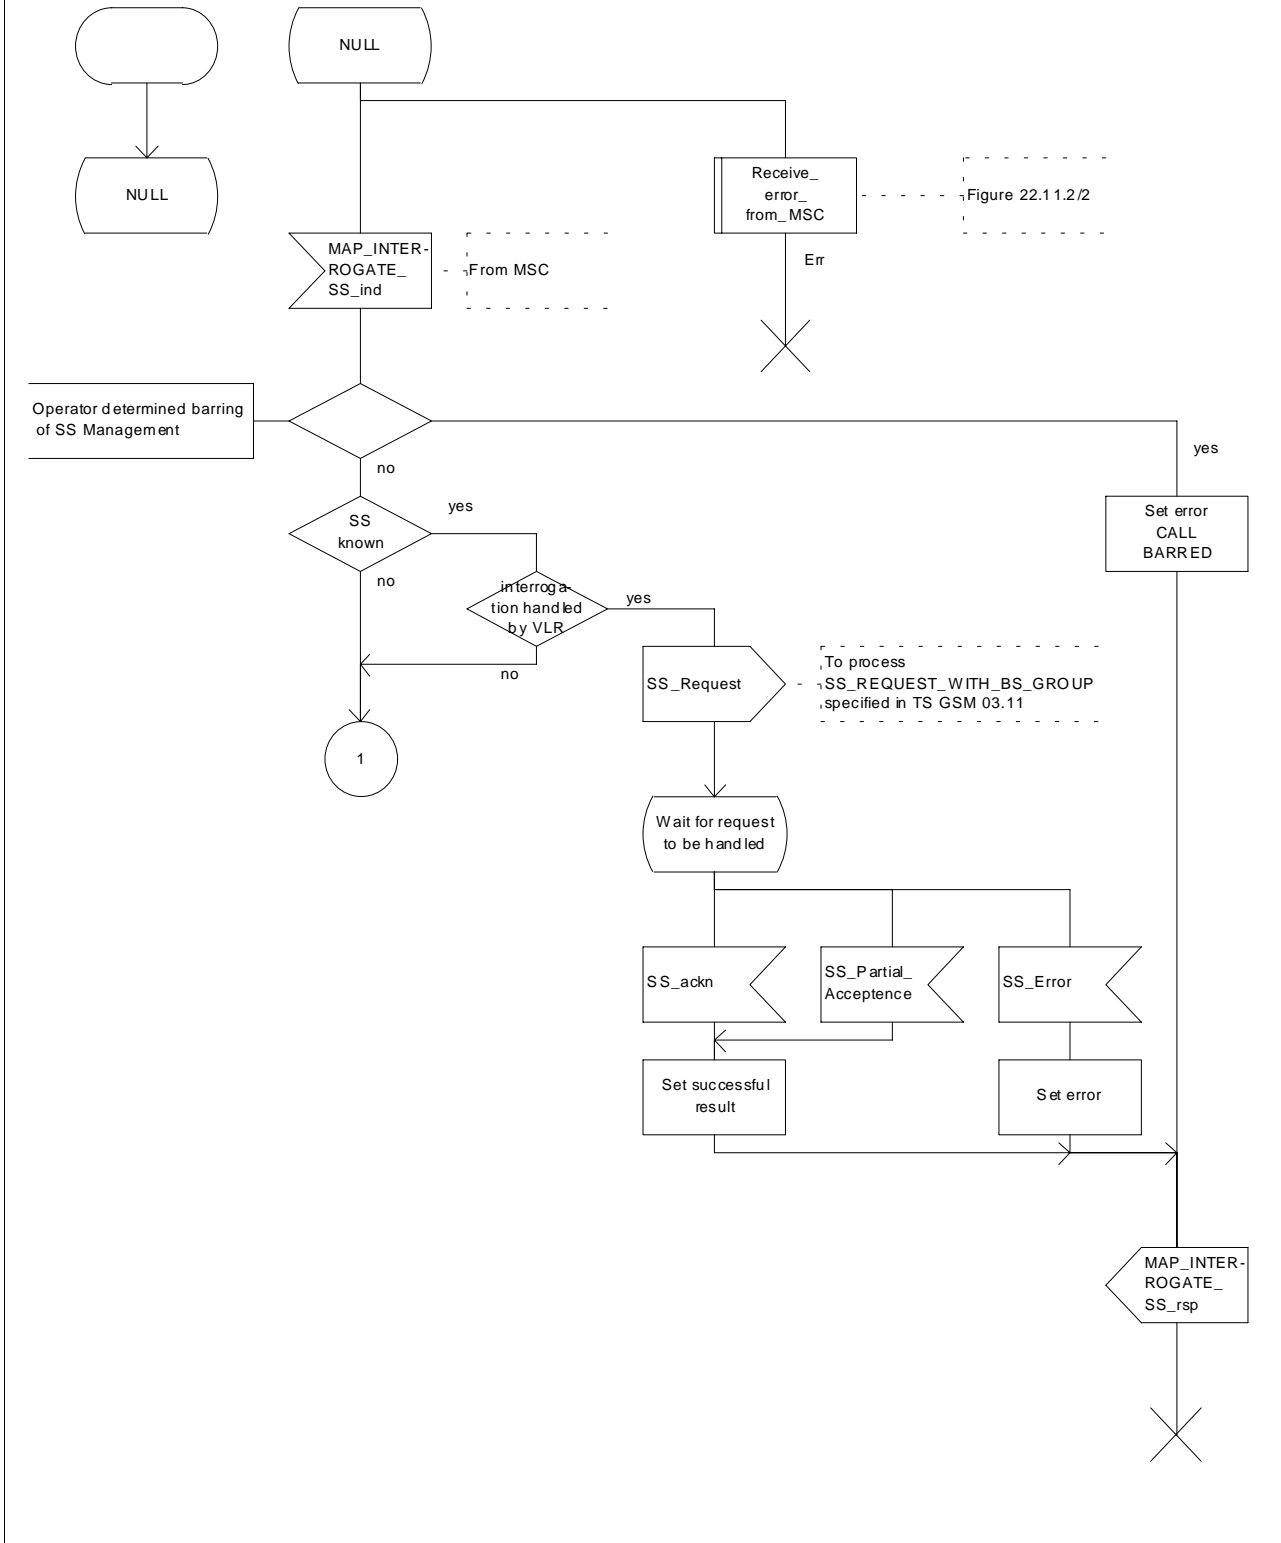 NULL
NULL
Receive_
error_
from_MSC
Figure 22.11.2/2
MAP_INTER-
ROGATE_
SS_ind
From MSC
Err
Operator determined barring
of SS Management
yes
no
SS
known
yes
Set error
CALL
BARRED
no
interroga-
tion handled
by VLR
yes
no
SS_Request
To process
SS_REQUEST_WITH_BS_GROUP
specified in TS GSM 03.11
1
Wait for request
to be handled
SS_ackn
SS_Partial_
Acceptence
SS_Error
Set successful
result
Set error
MAP_INTER-
ROGATE_
SS_rsp